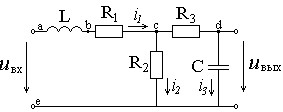 L R₁ i₁ R₃
a b c d
uвх R₂ C uвых
i₂ i₃
e